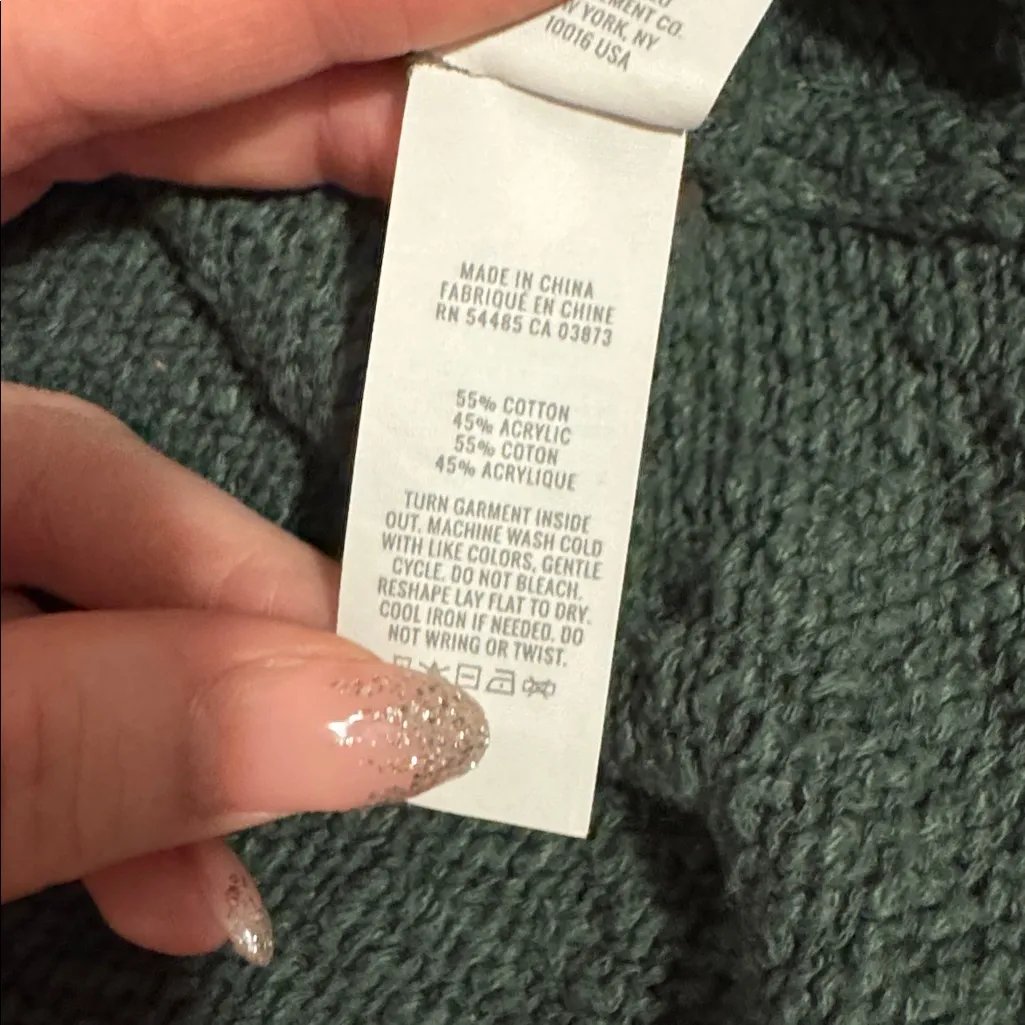 MENT CO.
YORK, NY
10016 USA
MADE IN CHINA
FABRIQUÉ EN CHINE
RN 54485 CA 03873
55% COTTON
45% ACRYLIC
55% COTON
45% ACRYLIQUE
TURN GARMENT INSIDE
OUT. MACHINE WASH COLD
WITH LIKE COLORS, GENTLE
CYCLE. DO NOT BLEACH.
RESHAPE LAY FLAT TO DRY.
COOL IRON IF NEEDED. DO
NOT WRING OR TWIST.